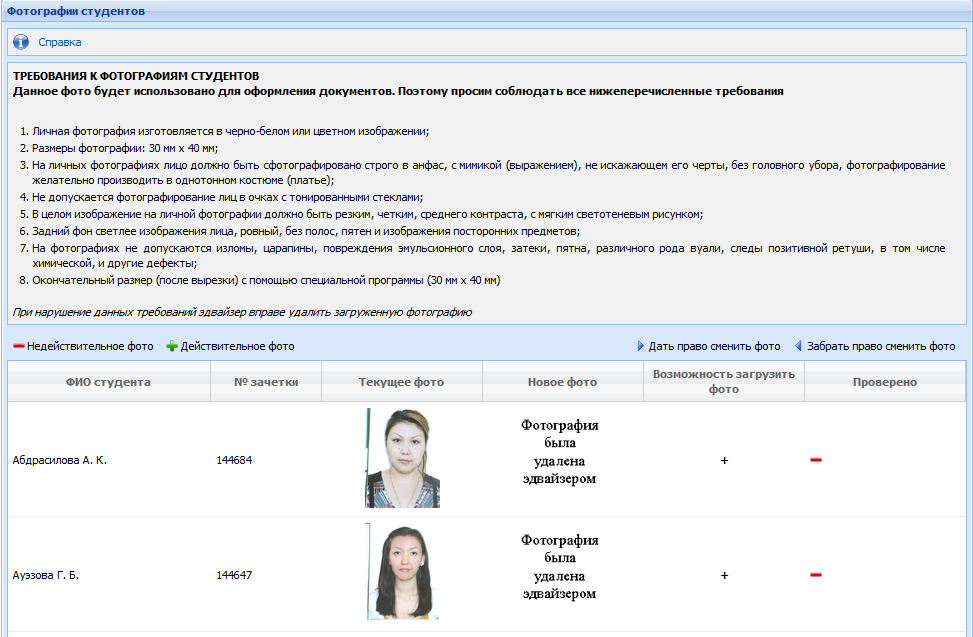 Фотографии студентов
Справка
ТРЕБОВАНИЯ К ФОТОГРАФИЯМ СТУДЕНТОВ
Данное фото будет использовано для оформления документов. Поэтому просим соблюдать все нижеперечисленные требования
1. Личная фотография изготовляется в черно-белом или цветном изображении;
2. Размеры фотографии: 30 мм x 40 мм;
3. На личных фотографиях лицо должно быть сфотографировано строго в анфас, с мимикой (выражением), не искажающем его черты, без головного убора, фотографирование
желательно производить в однотонном костюме (платье);
4. Не допускается фотографирование лиц в очках с тонированными стеклами;
5. В целом изображение на личной фотографии должно быть резким, четким, среднего контраста, с мягким светотеневым рисунком;
6. Задний фон светлее изображения лица, ровный, без полос, пятен и изображения посторонних предметов;
7. На фотографиях не допускаются изломы, царапины, повреждения эмульсионного слоя, затеки, пятна, различного рода вуали, следы позитивной ретуши, в том числе
химической, и другие дефекты;
8. Окончательный размер (после вырезки) с помощью специальной программы (30 мм x 40 мм)
При нарушение данных требований эдвайзер вправе удалить загруженную фотографию
Недействительное фото Действительное фото Дать право сменить фото Забрать право сменить фото
ФИО студента № зачетки Текущее фото Новое фото Возможность загрузить фото Проверено
Абдрасилова А. К. 144684 Фотография
была
удалена
эдвайзером +
Ауэзова Г. Б. 144647 Фотография
была
удалена
эдвайзером +